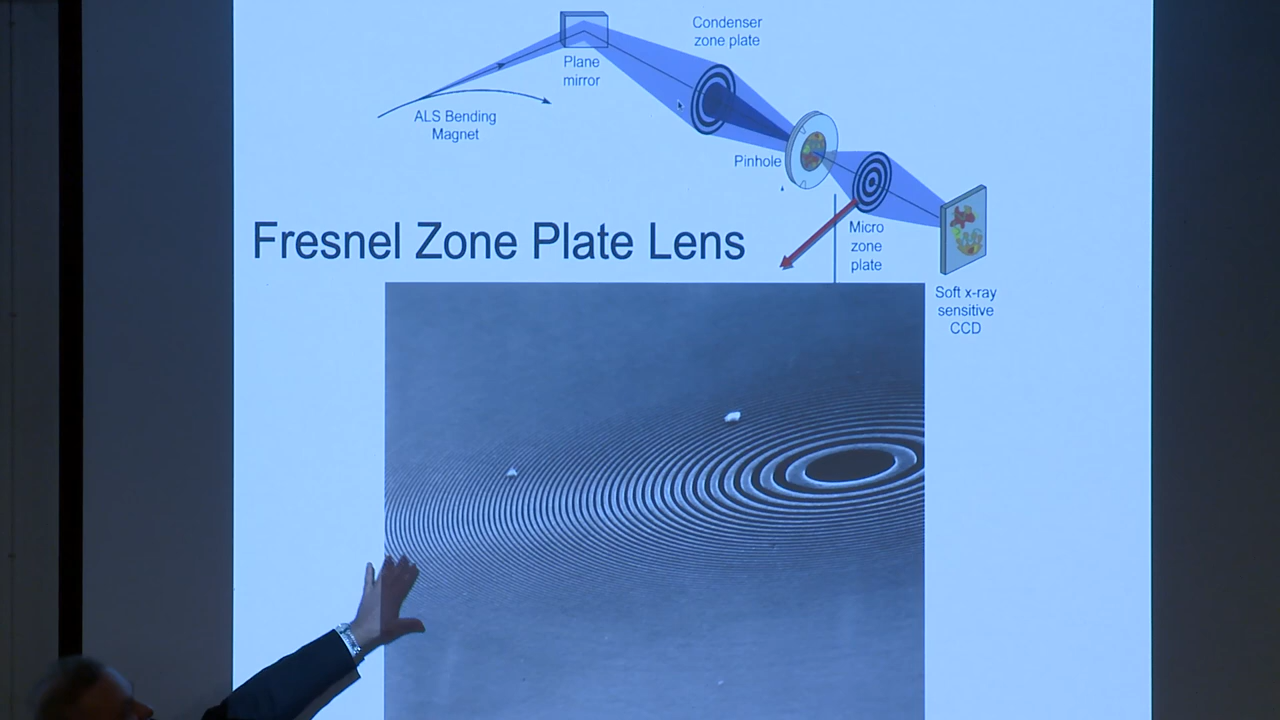 Condenser
zone plate
Plane
mirror
ALS Bending
Magnet
Pinhole
Fresnel Zone Plate Lens
Micro
zone
plate
Soft x-ray
sensitive
CCD